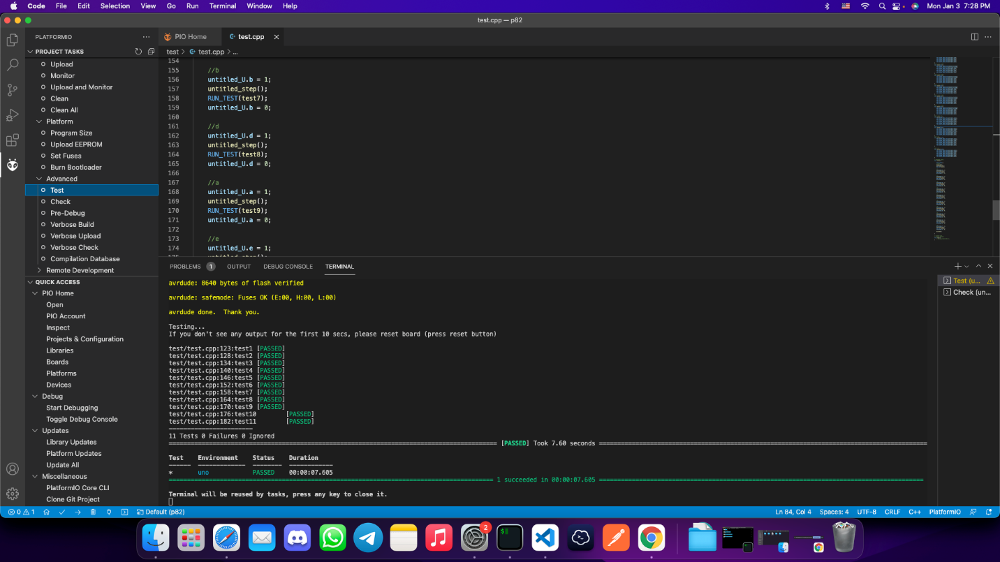 Code File Edit Selection View Go Run Terminal Window Help Mon Jan 3 7:28 PM
test.cpp — p82
PLATFORMIO ...
PROJECT TASKS
Upload
Monitor
Upload and Monitor
Clean
Clean All
Platform
Program Size
Upload EEPROM
Set Fuses
Burn Bootloader
Advanced
Test
Check
Pre-Debug
Verbose Build
Verbose Upload
Verbose Check
Compilation Database
Remote Development
QUICK ACCESS
PIO Home
Open
PIO Account
Inspect
Projects & Configuration
Libraries
Boards
Platforms
Devices
Debug
Start Debugging
Toggle Debug Console
Updates
Library Updates
Platform Updates
Update All
Miscellaneous
PlatformIO Core CLI
Clone Git Project
PIO Home test.cpp
test > test.cpp > ...
154
155 //b
156 untitled_U.b = 1;
157 untitled_step();
158 RUN_TEST(test7);
159 untitled_U.b = 0;
160
161 //d
162 untitled_U.d = 1;
163 untitled_step();
164 RUN_TEST(test8);
165 untitled_U.d = 0;
166
167 //a
168 untitled_U.a = 1;
169 untitled_step();
170 RUN_TEST(test9);
171 untitled_U.a = 0;
172
173 //e
174 untitled_U.e = 1;
PROBLEMS 1 OUTPUT DEBUG CONSOLE TERMINAL
avrdude: 8640 bytes of flash verified
avrdude: safemode: Fuses OK (E:00, H:00, L:00)
avrdude done.  Thank you.
Testing...
If you don't see any output for the first 10 secs, please reset board (press reset button)
test/test.cpp:123:test1 [PASSED]
test/test.cpp:128:test2 [PASSED]
test/test.cpp:134:test3 [PASSED]
test/test.cpp:140:test4 [PASSED]
test/test.cpp:146:test5 [PASSED]
test/test.cpp:152:test6 [PASSED]
test/test.cpp:158:test7 [PASSED]
test/test.cpp:164:test8 [PASSED]
test/test.cpp:170:test9 [PASSED]
test/test.cpp:176:test10 [PASSED]
test/test.cpp:182:test11 [PASSED]
-----------------------
11 Tests 0 Failures 0 Ignored
[PASSED] Took 7.60 seconds
Test Environment Status Duration
* uno PASSED 00:00:07.605
1 succeeded in 00:00:07.605
Terminal will be reused by tasks, press any key to close it.
Test (u...
Check (un...
0 1 Default (p82) Ln 84, Col 4 Spaces: 4 UTF-8 CRLF C++ PlatformIO
2